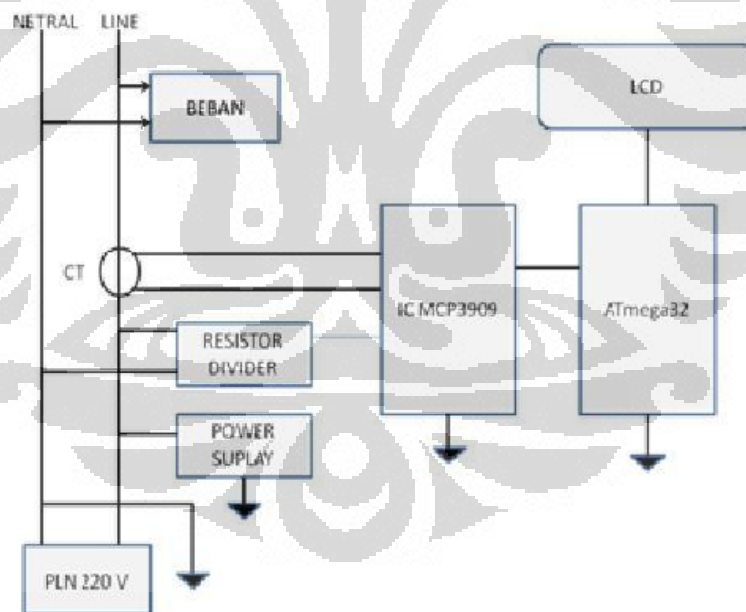 NETRAL LINE
LCD
BEBAN
CT
IC MCP3909
ATmega32
RESISTOR
DIVIDER
POWER
SUPLAY
PLN 220 V